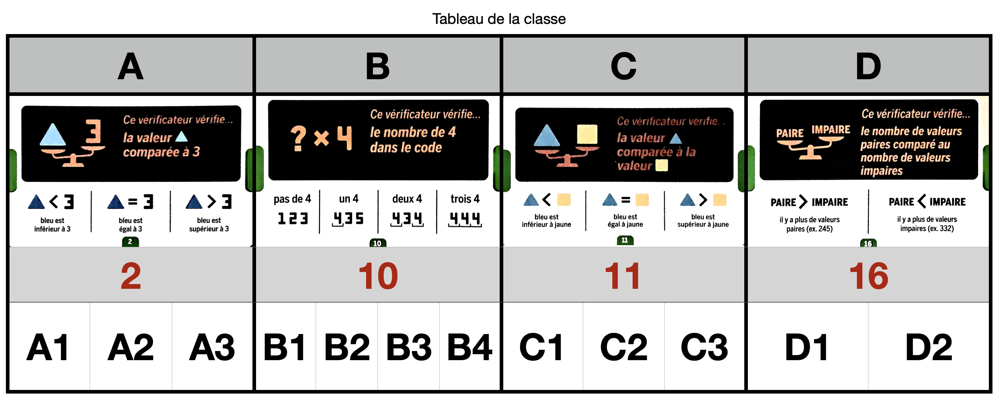 Tableau de la classe
A
B
C
D
3
Ce vérificateur vérifie...
la valeur
comparée à 3
? × 4
Ce vérificateur vérifie...
le nombre de 4
dans le code
Ce vérificateur vérifie...
la valeur
comparée à la
valeur
PAIRE IMPAIRE
Ce vérificateur vérifie...
le nombre de valeurs
paires comparé au
nombre de valeurs
impaires
< 3
bleu est
inférieur à 3
= 3
bleu est
égal à 3
> 3
bleu est
supérieur à 3
2
pas de 4
123
un 4
435
deux 4
434
trois 4
444
10
<
bleu est
inférieur à jaune
=
bleu est
égal à jaune
>
bleu est
supérieur à jaune
11
PAIRE > IMPAIRE
il y a plus de valeurs
paires (ex. 245)
PAIRE < IMPAIRE
il y a plus de valeurs
impaires (ex. 332)
16
2
10
11
16
A1
A2
A3
B1
B2
B3
B4
C1
C2
C3
D1
D2